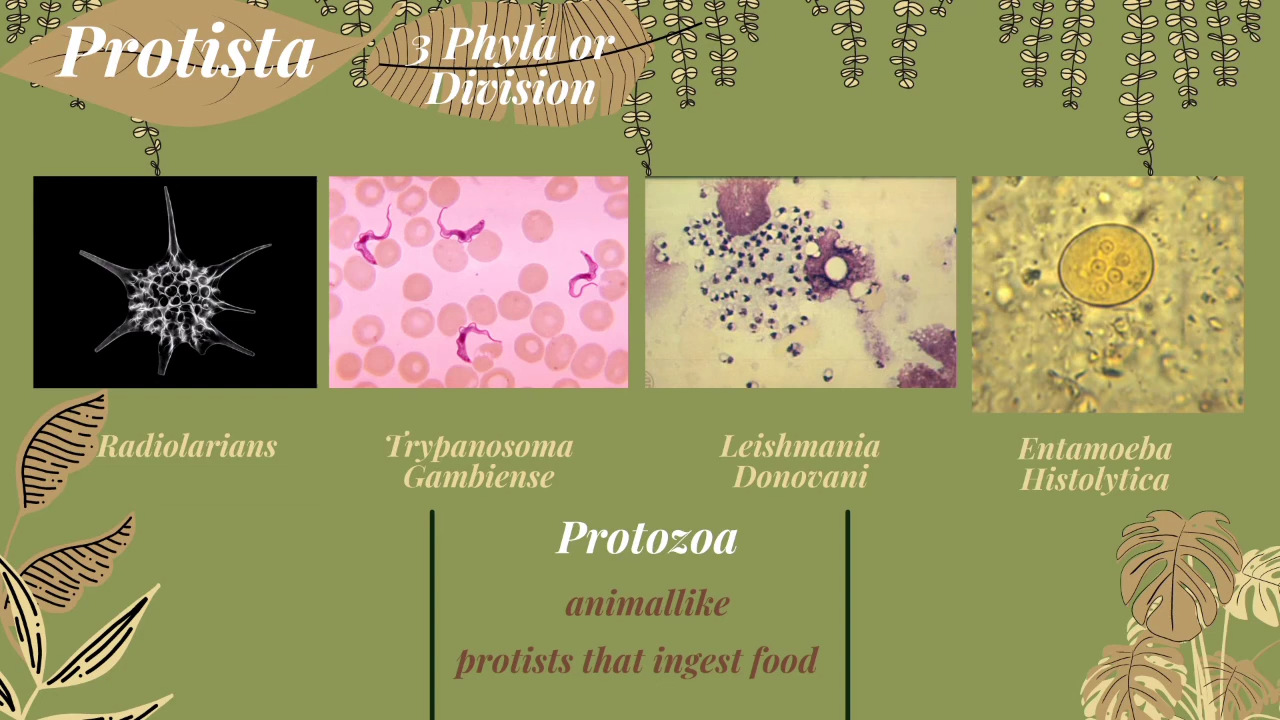 Protista
3 Phyla or
Division
Radiolarians
Trypanosoma
Gambiense
Leishmania
Donovani
Entamoeba
Histolytica
Protozoa
animallike
protists that ingest food